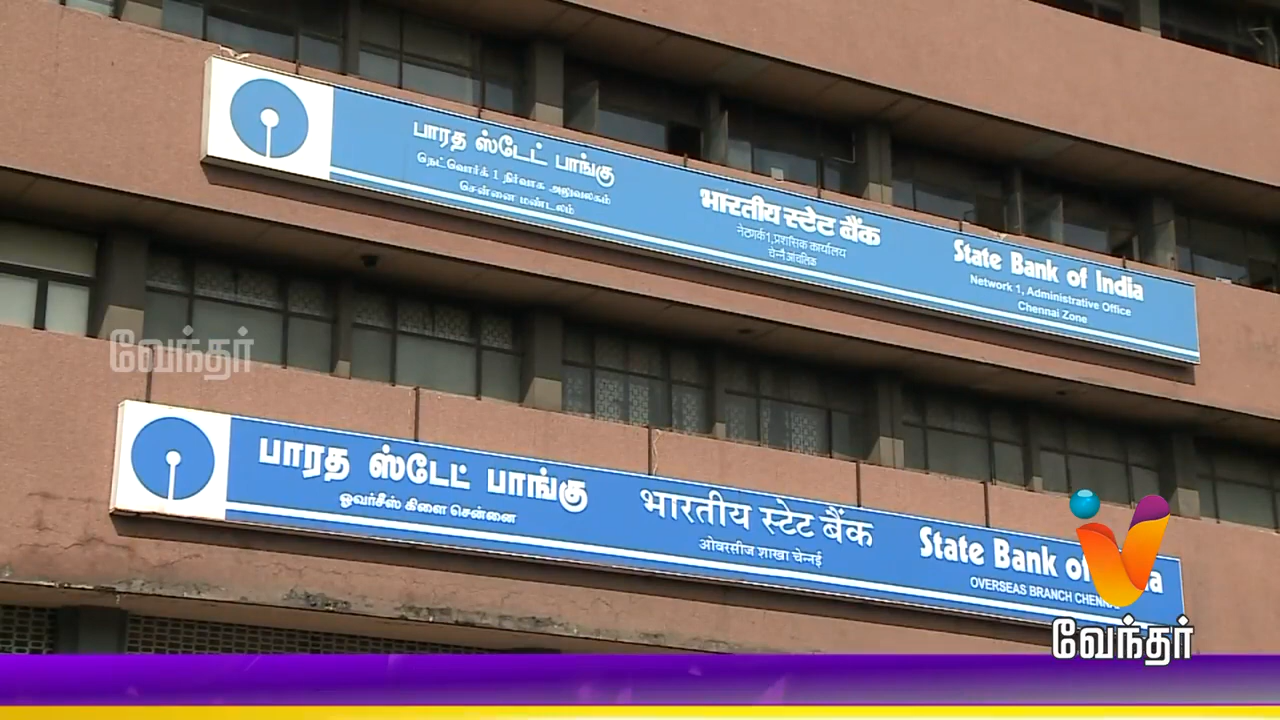 பாரத ஸ்டேட் பாங்கு
நெட்வொர்க் 1 நிர்வாக அலுவலகம்
சென்னை மண்டலம்
भारतीय स्टेट बैंक
नेटवर्क 1, प्रशासिक कार्यालय
चेन्नै आंचलिक
State Bank of India
Network 1, Administrative Office
Chennai Zone
வேந்தர்
பாரத ஸ்டேட் பாங்கு
ஓவர்சீஸ் கிளை சென்னை
भारतीय स्टेट बैंक
ओवरसीज शाखा चेन्नई
State Bank of
OVERSEAS BRANCH
வேந்தர்